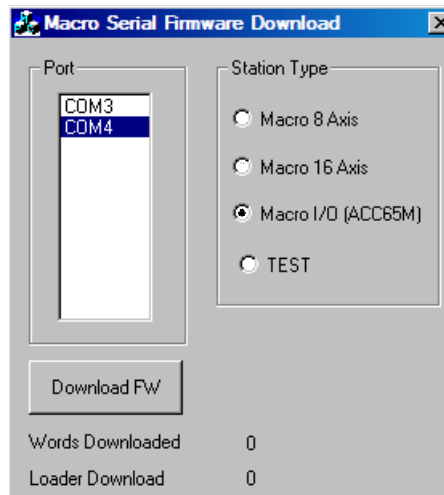 Macro Serial Firmware Download
Port
COM3
COM4
Station Type
Macro 8 Axis
Macro 16 Axis
Macro I/O (ACC65M)
TEST
Download FW
Words Downloaded 0
Loader Download 0